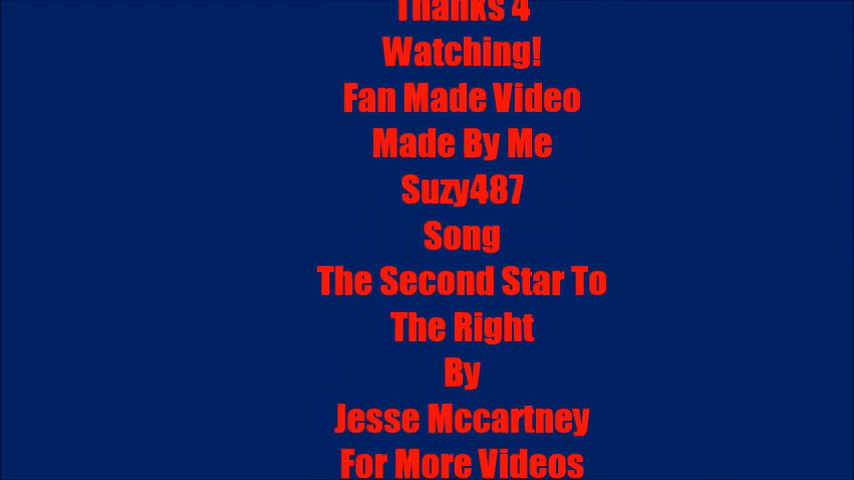 Thanks 4
Watching!
Fan Made Video
Made By Me
Suzy487
Song
The Second Star To
The Right
By
Jesse Mccartney
For More Videos